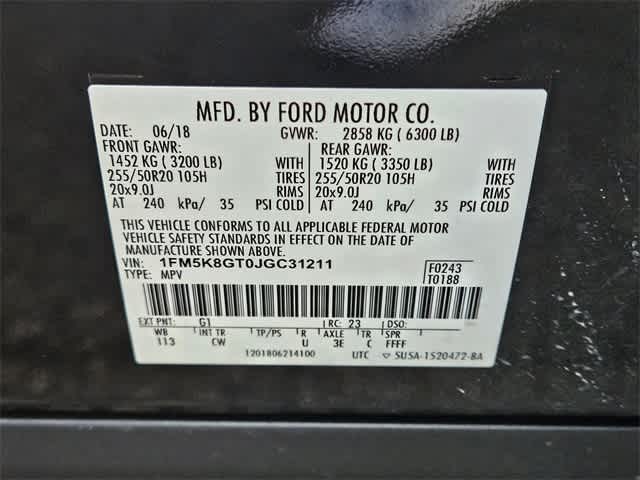 MFD. BY FORD MOTOR CO.
DATE: 06/18 GVWR: 2858 KG ( 6300 LB)
FRONT GAWR: REAR GAWR:
1452 KG ( 3200 LB) WITH 1520 KG ( 3350 LB) WITH
255/50R20 105H TIRES 255/50R20 105H TIRES
20x9.0J RIMS 20x9.0J RIMS
AT 240 kPa/ 35 PSI COLD AT 240 kPa/ 35 PSI COLD
THIS VEHICLE CONFORMS TO ALL APPLICABLE FEDERAL MOTOR
VEHICLE SAFETY STANDARDS IN EFFECT ON THE DATE OF
MANUFACTURE SHOWN ABOVE.
VIN: 1FM5K8GT0JGC31211 F0243
TYPE: MPV T0188
EXT PNT: G1 RC: 23 DSO:
WB INT TR TP/PS R AXLE TR SPR
113 CW U 3E C FFFF
1201806214100 UTC ▽ SU5A-1520472-BA